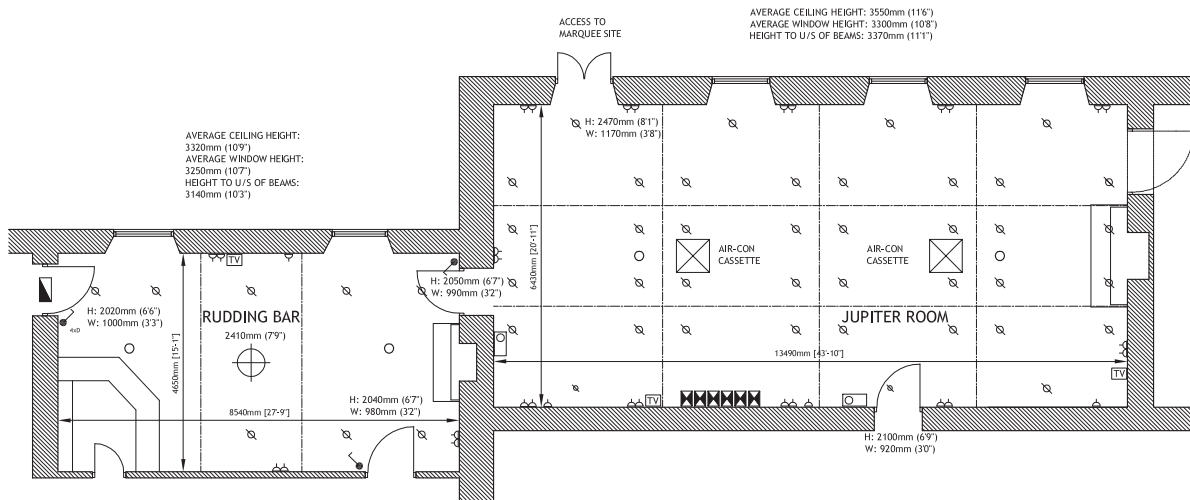 ACCESS TO
MARQUEE SITE
AVERAGE CEILING HEIGHT: 3550mm (11'6")
AVERAGE WINDOW HEIGHT: 3300mm (10'8")
HEIGHT TO U/S OF BEAMS: 3370mm (11'1")
AVERAGE CEILING HEIGHT:
3320mm (10'9")
AVERAGE WINDOW HEIGHT:
3250mm (10'7")
HEIGHT TO U/S OF BEAMS:
3140mm (10'3")
H: 2470mm (8'1")
W: 1170mm (3'8")
6430mm [20'-11"]
AIR-CON
CASSETTE
AIR-CON
CASSETTE
TV
H: 2050mm (6'7")
W: 990mm (3'2")
H: 2020mm (6'6")
W: 1000mm (3'3")
4xD
RUDDING BAR
2410mm (7'9")
JUPITER ROOM
4650mm [15'-1"]
13490mm [43'-10"]
TV
H: 2040mm (6'7")
W: 980mm (3'2")
8540mm [27'-9"]
TV
H: 2100mm (6'9")
W: 920mm (3'0")